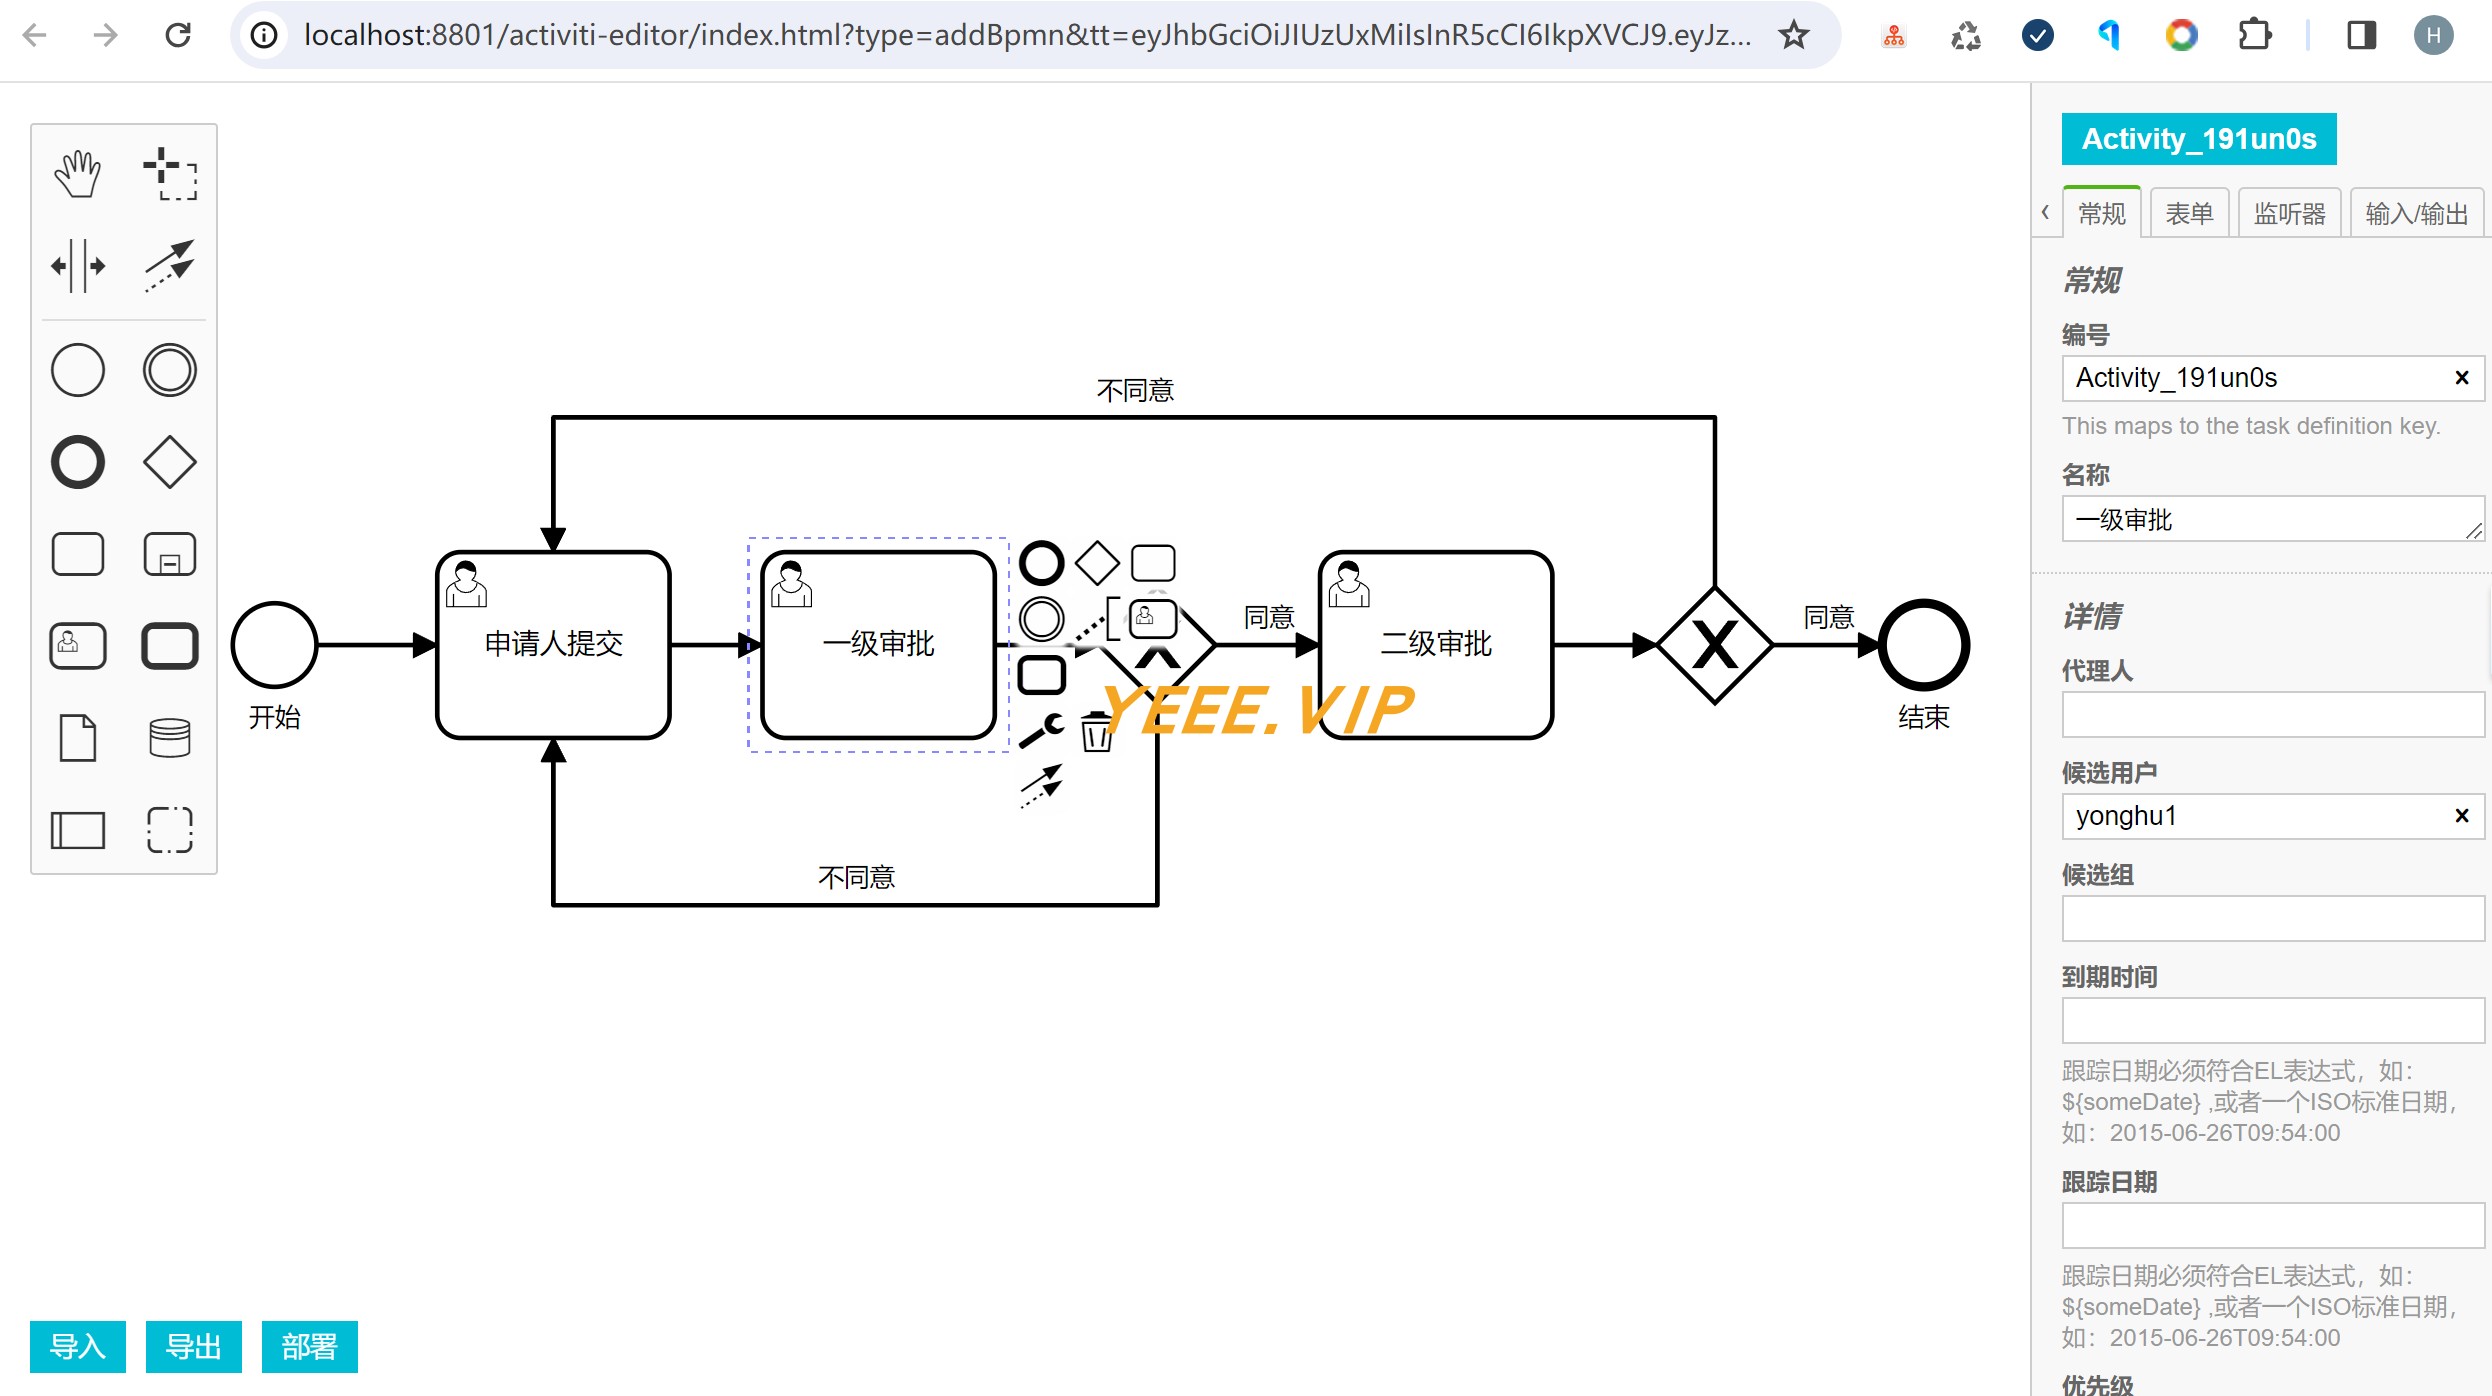 localhost:8801/activiti-editor/index.html?type=addBpmn&tt=eyJhbGciOiJIUzUxMiIsInR5cCI6IkpXVCJ9.eyJz...
H
不同意
开始
申请人提交
一级审批
同意
二级审批
同意
结束
YEEE.VIP
不同意
导入
导出
部署
Activity_191un0s
常规
表单
监听器
输入/输出
常规
编号
Activity_191un0s
This maps to the task definition key.
名称
一级审批
详情
代理人
候选用户
yonghu1
候选组
到期时间
跟踪日期必须符合EL表达式，如：
${someDate} ,或者一个ISO标准日期，
如：2015-06-26T09:54:00
跟踪日期
跟踪日期必须符合EL表达式，如：
${someDate} ,或者一个ISO标准日期，
如：2015-06-26T09:54:00
优先级